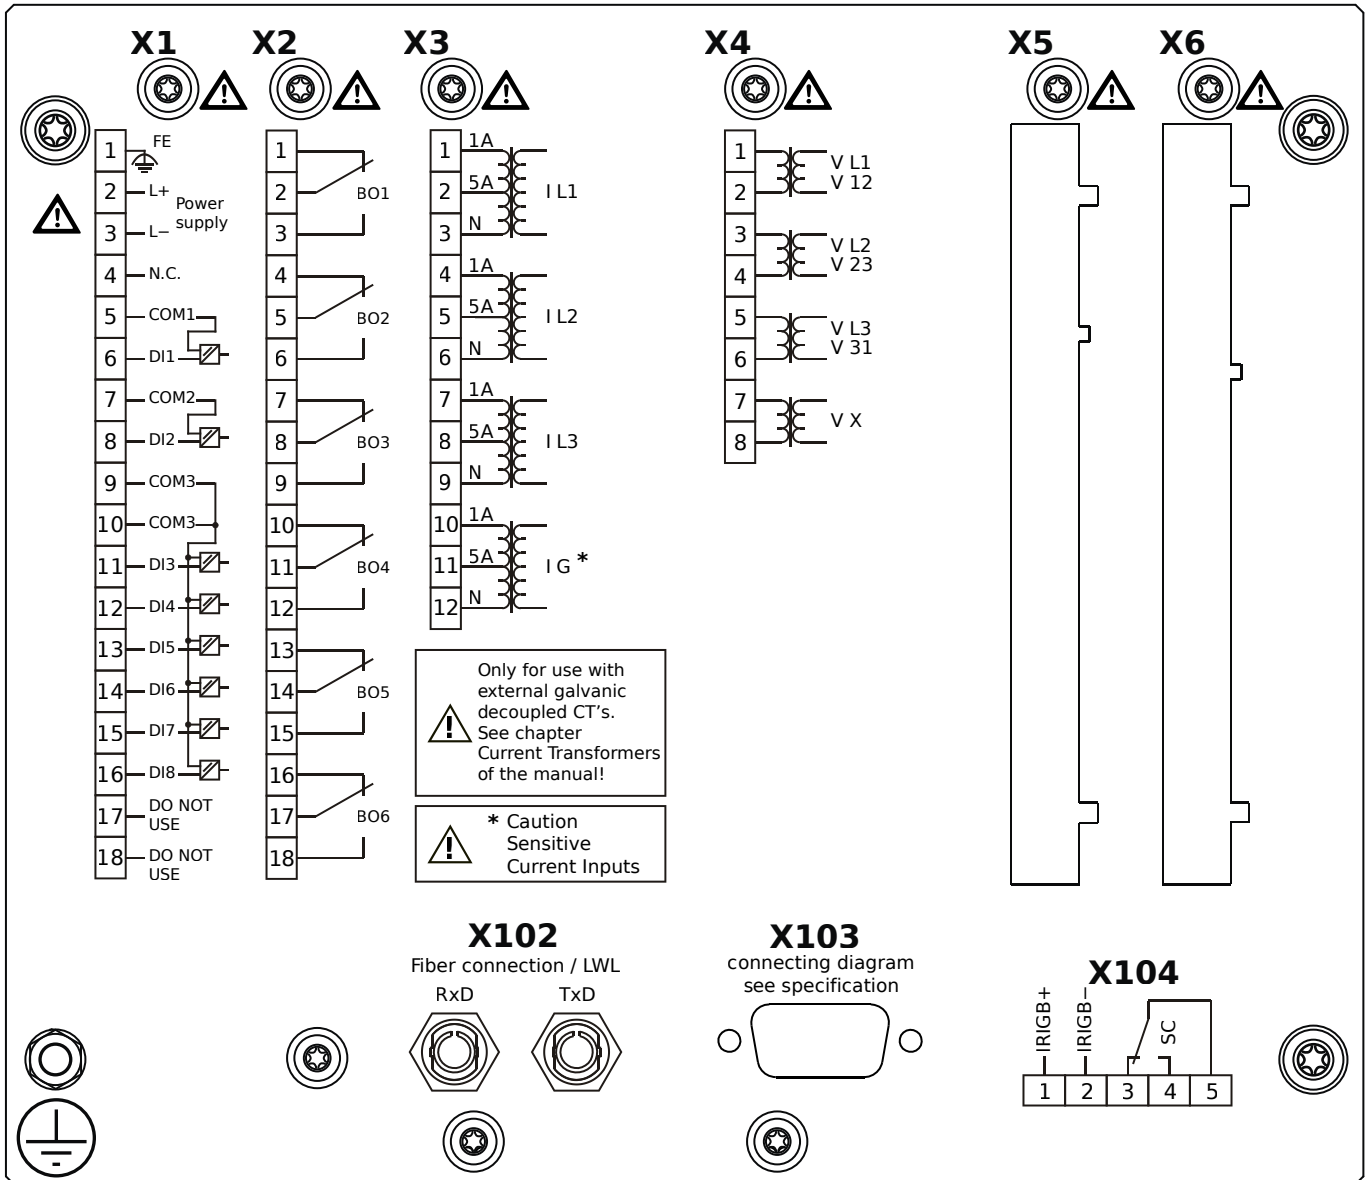 X1
X2
X3
X4
X5
X6
1 FE
2 L+
Power
supply
3 L−
4 N.C.
5 COM1
6 DI1
7 COM2
8 DI2
9 COM3
10 COM3
11 DI3
12 DI4
13 DI5
14 DI6
15 DI7
16 DI8
17 DO NOT
USE
18 DO NOT
USE
1
2 BO1
3
4
5 BO2
6
7
8 BO3
9
10
11 BO4
12
13
14 BO5
15
16
17 BO6
18
1 1A
2 5A I L1
3 N
4 1A
5 5A I L2
6 N
7 1A
8 5A I L3
9 N
10 1A
11 5A I G *
12 N
Only for use with
external galvanic
decoupled CT's.
See chapter
Current Transformers
of the manual!
* Caution
Sensitive
Current Inputs
1 V L1
2 V 12
3 V L2
4 V 23
5 V L3
6 V 31
7 V X
8
X102
Fiber connection / LWL
RxD TxD
X103
connecting diagram
see specification
X104
IRIGB+
IRIGB−
SC
1 2 3 4 5